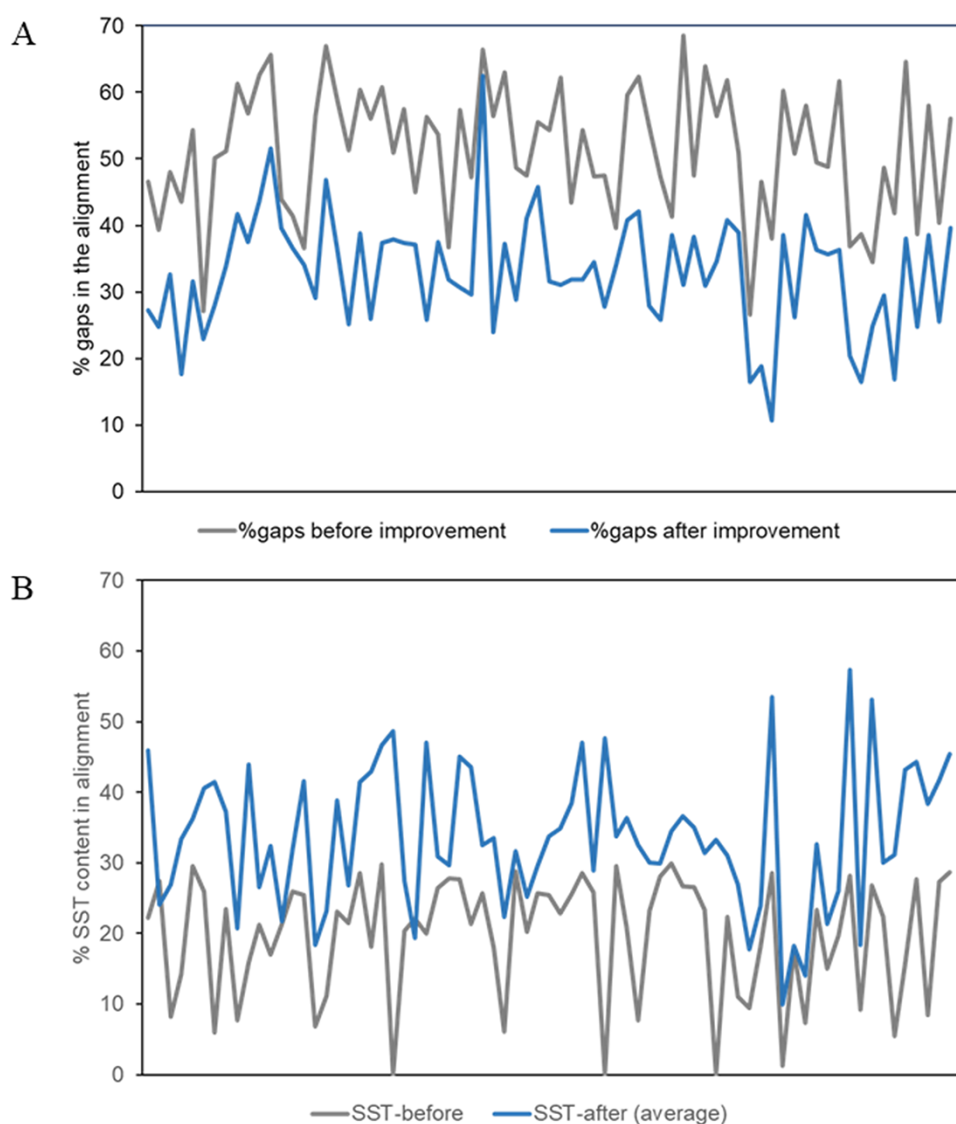 A
% gaps in the alignment
70
60
50
40
30
20
10
0
%gaps before improvement %gaps after improvement
B
% SST content in alignment
70
60
50
40
30
20
10
0
SST-before SST-after (average)